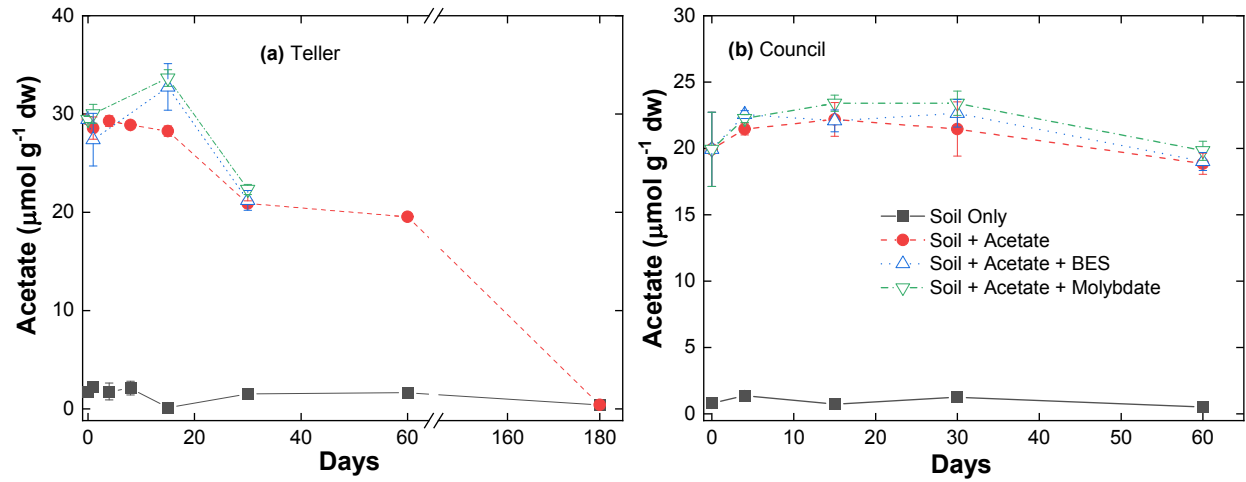 (a) Teller
Acetate (μmol g⁻¹ dw)
40
30
20
10
0
0
20
40
60
160
180
Days
(b) Council
Acetate (μmol g⁻¹ dw)
30
25
20
15
10
5
0
Soil Only
Soil + Acetate
Soil + Acetate + BES
Soil + Acetate + Molybdate
0
10
20
30
40
50
60
Days